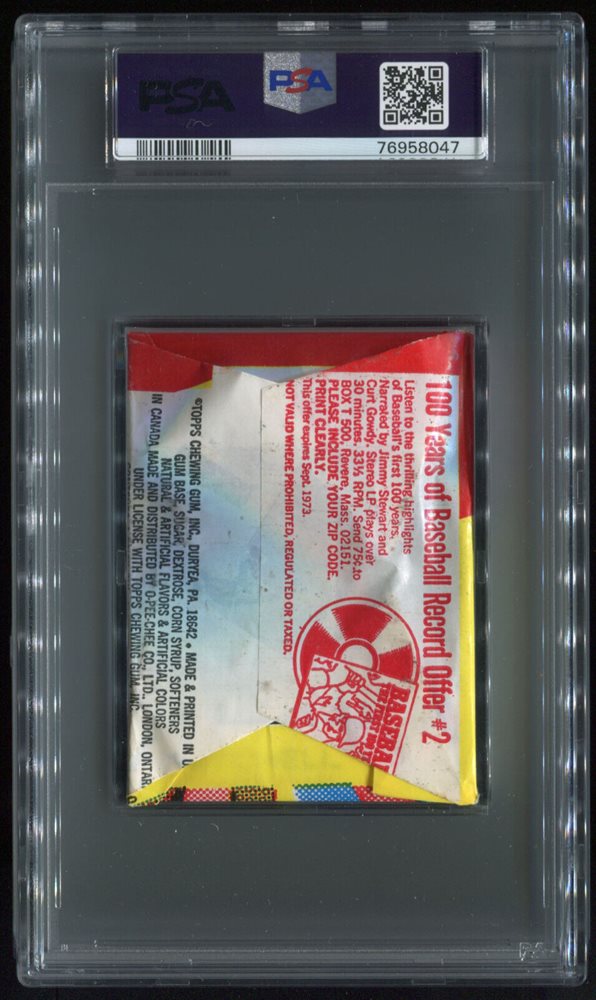 PSA
PSA
76958047
100 Years of Baseball Record Offer #2
Listen to the thrilling highlights
of Baseball's first 100 years.
Narrated by Jimmy Stewart and
Curt Gowdy. Stereo LP plays over
30 minutes. 33⅓ RPM. Send 75¢ to
BOX T 500, Revere, Mass. 02151.
PLEASE INCLUDE YOUR ZIP CODE.
PRINT CLEARLY.
This offer expires Sept. 1973.
NOT VALID WHERE PROHIBITED, REGULATED OR TAXED.
BASEBAL
©TOPPS CHEWING GUM, INC., DURYEA, PA. 18642 • MADE & PRINTED IN U
GUM BASE, SUGAR, DEXTROSE, CORN SYRUP, SOFTENERS
NATURAL & ARTIFICIAL FLAVORS & ARTIFICIAL COLORS
IN CANADA MADE AND DISTRIBUTED BY O-PEE-CHEE CO., LTD., LONDON, ONTAR
UNDER LICENSE WITH TOPPS CHEWING GUM, INC.